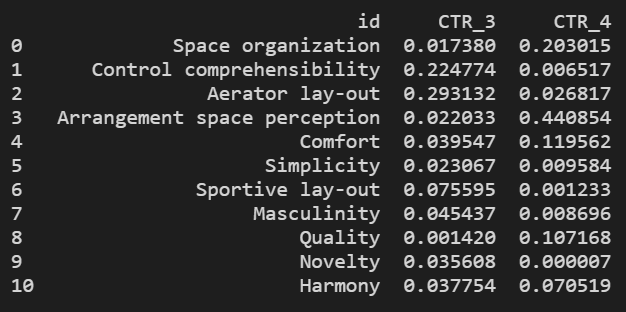 id CTR_3 CTR_4
0 Space organization 0.017380 0.203015
1 Control comprehensibility 0.224774 0.006517
2 Aerator lay-out 0.293132 0.026817
3 Arrangement space perception 0.022033 0.440854
4 Comfort 0.039547 0.119562
5 Simplicity 0.023067 0.009584
6 Sportive lay-out 0.075595 0.001233
7 Masculinity 0.045437 0.008696
8 Quality 0.001420 0.107168
9 Novelty 0.035608 0.000007
10 Harmony 0.037754 0.070519